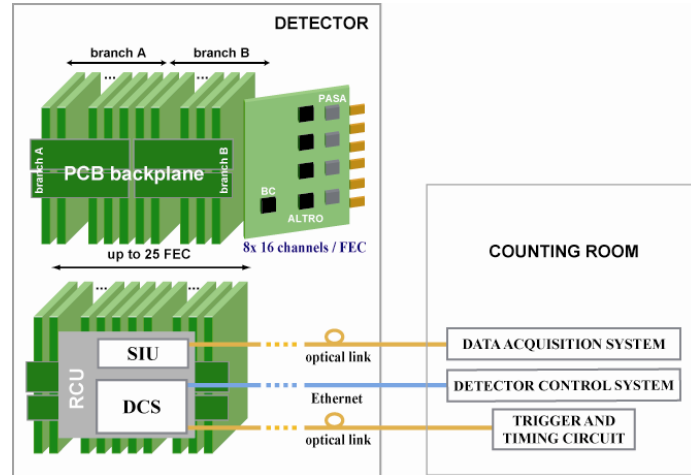 DETECTOR
branch A
branch B
...
...
PASA
branch A
PCB backplane
branch B
BC
ALTRO
8x 16 channels / FEC
up to 25 FEC
COUNTING ROOM
...
...
RCU
SIU
optical link
DATA ACQUISITION SYSTEM
DCS
Ethernet
DETECTOR CONTROL SYSTEM
optical link
TRIGGER AND
TIMING CIRCUIT